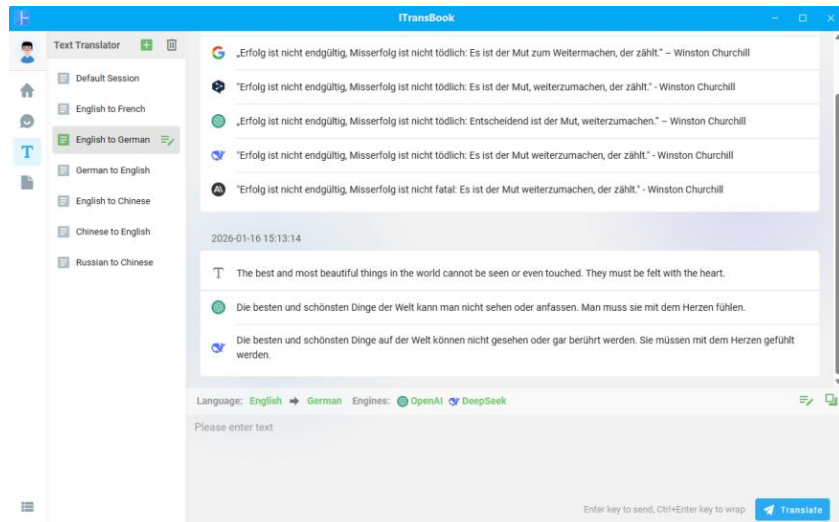 ITransBook
Text Translator
Default Session
English to French
English to German
German to English
English to Chinese
Chinese to English
Russian to Chinese
„Erfolg ist nicht endgültig, Misserfolg ist nicht tödlich: Es ist der Mut zum Weitermachen, der zählt.“ – Winston Churchill
"Erfolg ist nicht endgültig, Misserfolg ist nicht tödlich: Es ist der Mut, weiterzumachen, der zählt." - Winston Churchill
„Erfolg ist nicht endgültig, Misserfolg ist nicht tödlich: Entscheidend ist der Mut, weiterzumachen.“ – Winston Churchill
"Erfolg ist nicht endgültig, Misserfolg ist nicht tödlich: Es ist der Mut weiterzumachen, der zählt." - Winston Churchill
"Erfolg ist nicht endgültig, Misserfolg ist nicht fatal: Es ist der Mut weiterzumachen, der zählt." - Winston Churchill
2026-01-16 15:13:14
The best and most beautiful things in the world cannot be seen or even touched. They must be felt with the heart.
Die besten und schönsten Dinge der Welt kann man nicht sehen oder anfassen. Man muss sie mit dem Herzen fühlen.
Die besten und schönsten Dinge auf der Welt können nicht gesehen oder gar berührt werden. Sie müssen mit dem Herzen gefühlt
werden.
Language: English → German Engines: OpenAI DeepSeek
Please enter text
Enter key to send, Ctrl+Enter key to wrap
Translate